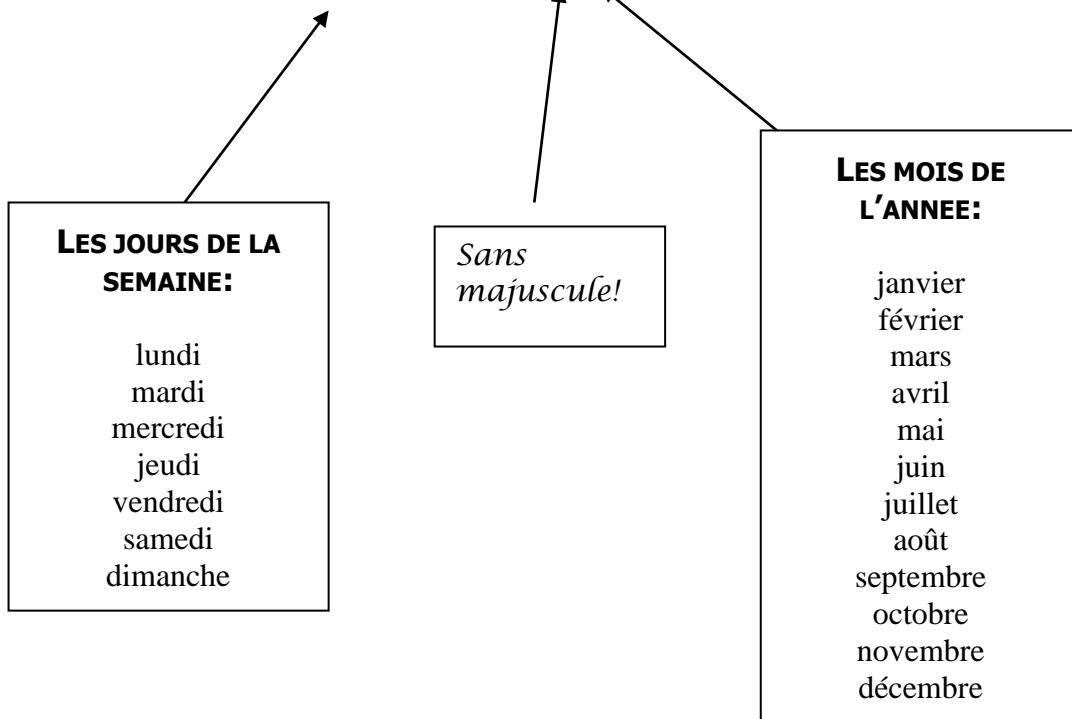 LES JOURS DE LA
SEMAINE:
lundi
mardi
mercredi
jeudi
vendredi
samedi
dimanche
Sans
majuscule!
LES MOIS DE
L'ANNEE:
janvier
février
mars
avril
mai
juin
juillet
août
septembre
octobre
novembre
décembre